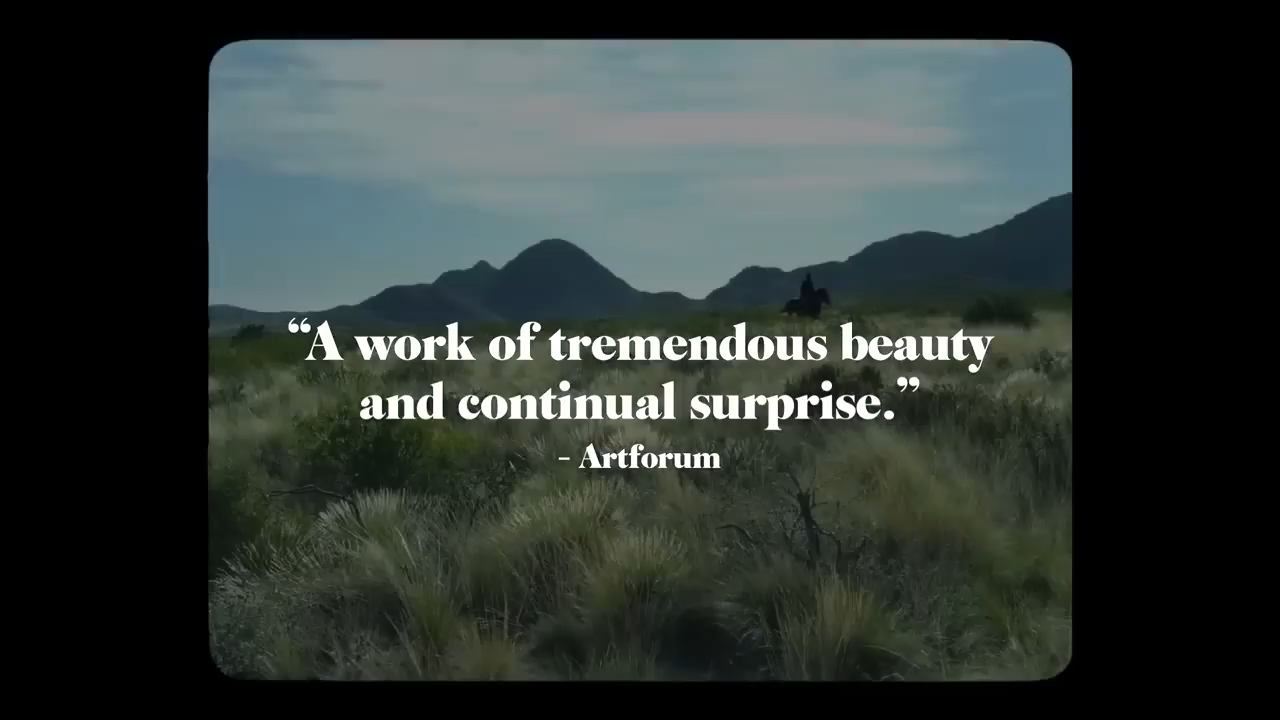 “A work of tremendous beauty
and continual surprise.”
- Artforum